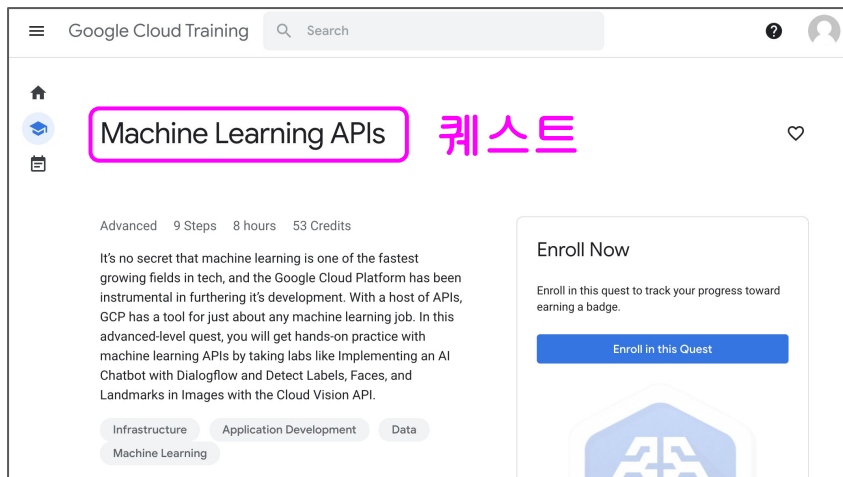 Google Cloud Training
Search
Machine Learning APIs
퀘스트
Advanced 9 Steps 8 hours 53 Credits
It's no secret that machine learning is one of the fastest
growing fields in tech, and the Google Cloud Platform has been
instrumental in furthering it's development. With a host of APIs,
GCP has a tool for just about any machine learning job. In this
advanced-level quest, you will get hands-on practice with
machine learning APIs by taking labs like Implementing an AI
Chatbot with Dialogflow and Detect Labels, Faces, and
Landmarks in Images with the Cloud Vision API.
Infrastructure Application Development Data
Machine Learning
Enroll Now
Enroll in this quest to track your progress toward
earning a badge.
Enroll in this Quest